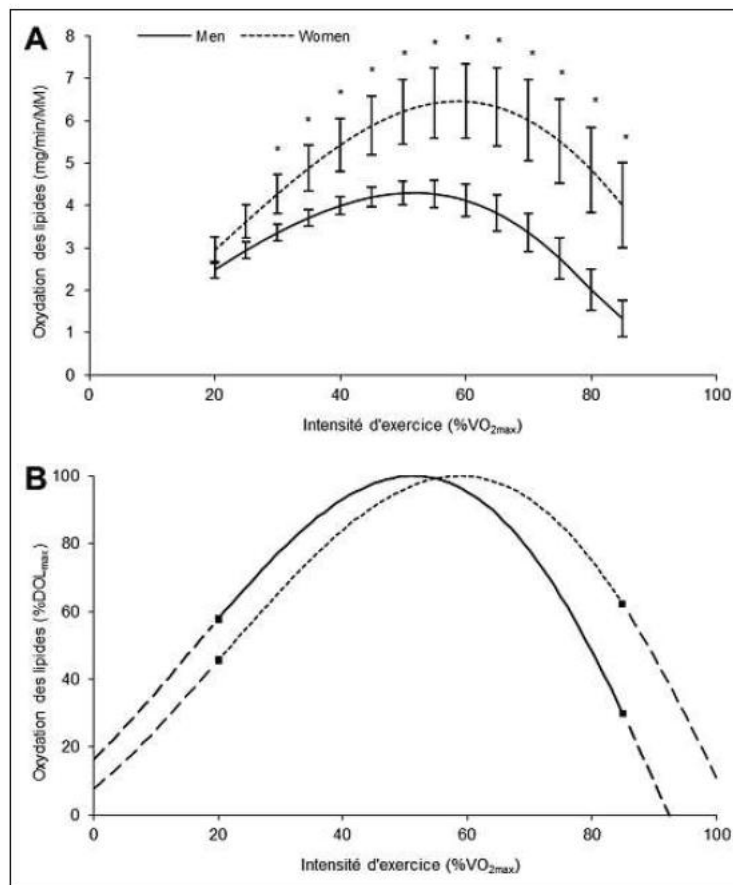 A
Men Women
8
7
6
5
4
3
2
1
0
* * * * * * * * * * * *
Oxydation des lipides (mg/min/MM)
0 20 40 60 80 100
Intensité d'exercice (%VO2max)
B
100
80
60
40
20
0
Oxydation des lipides (%DOLmax)
0 20 40 60 80 100
Intensité d'exercice (%VO2max)